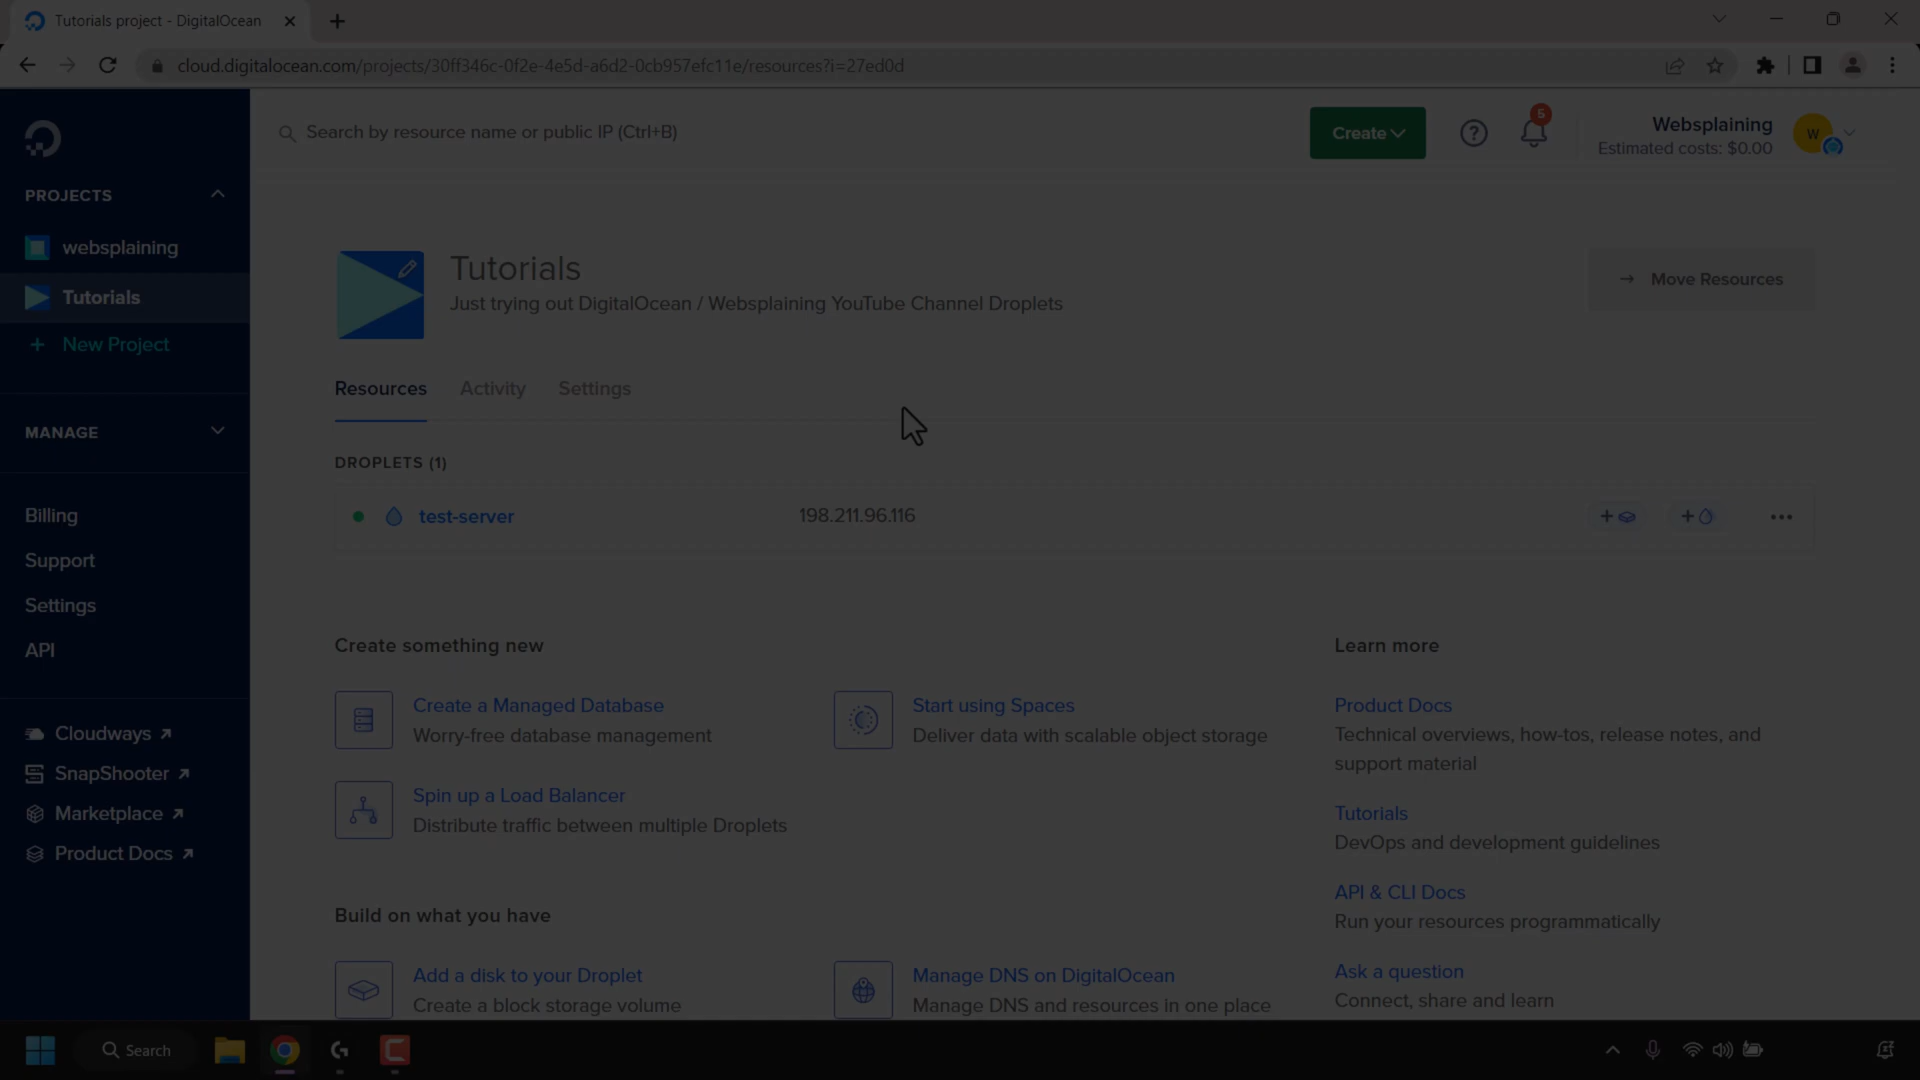 Tutorials project - DigitalOcean
cloud.digitalocean.com/projects/30ff346c-0f2e-4e5d-a6d2-0cb957efc11e/resources?i=27ed0d
Search by resource name or public IP (Ctrl+B)
Create
5
Websplaining
Estimated costs: $0.00
W
PROJECTS
websplaining
Tutorials
+ New Project
MANAGE
Billing
Support
Settings
API
Cloudways
SnapShooter
Marketplace
Product Docs
Tutorials
Just trying out DigitalOcean / Websplaining YouTube Channel Droplets
→ Move Resources
Resources
Activity
Settings
DROPLETS (1)
test-server
198.211.96.116
Create something new
Create a Managed Database
Worry-free database management
Start using Spaces
Deliver data with scalable object storage
Spin up a Load Balancer
Distribute traffic between multiple Droplets
Build on what you have
Add a disk to your Droplet
Create a block storage volume
Manage DNS on DigitalOcean
Manage DNS and resources in one place
Learn more
Product Docs
Technical overviews, how-tos, release notes, and
support material
Tutorials
DevOps and development guidelines
API & CLI Docs
Run your resources programmatically
Ask a question
Connect, share and learn
Search